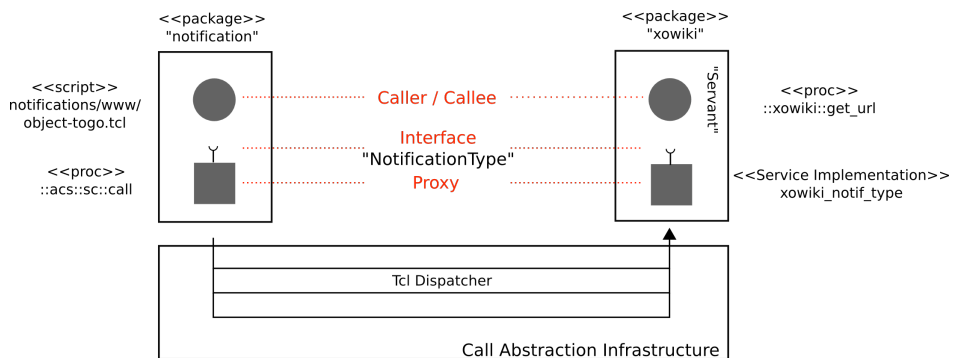 <<package>>
"notification"
<<package>>
"xowiki"
<<script>>
notifications/www/
object-togo.tcl
Caller / Callee
"Servant"
<<proc>>
::xowiki::get_url
Interface
"NotificationType"
<<proc>>
::acs::sc::call
Proxy
<<Service Implementation>>
xowiki_notif_type
Tcl Dispatcher
Call Abstraction Infrastructure